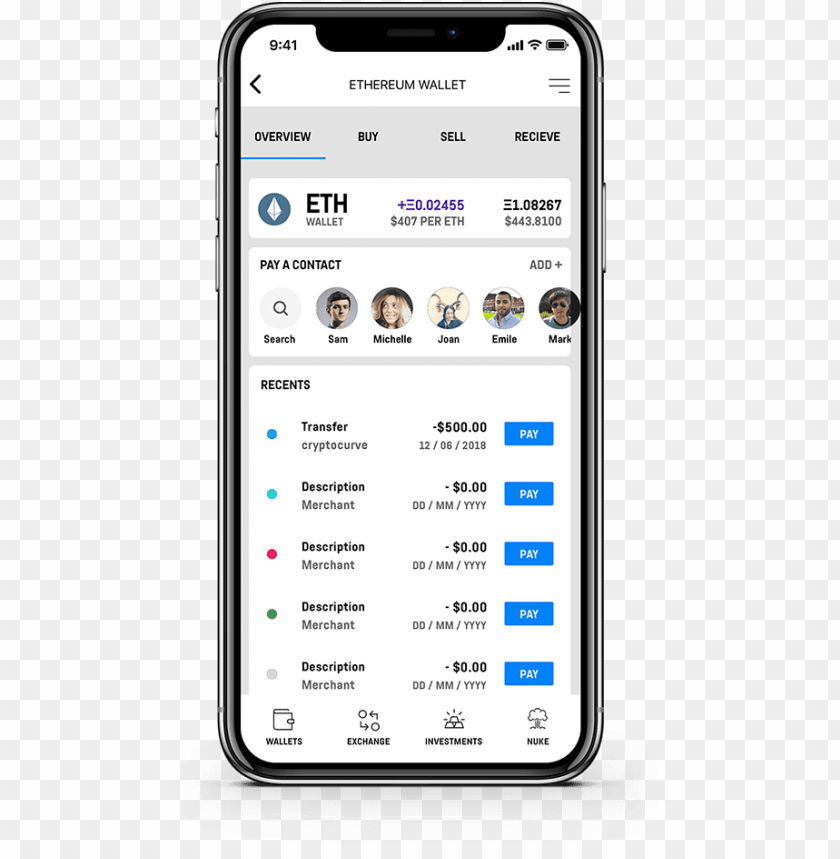 9:41
ETHEREUM WALLET
OVERVIEW BUY SELL RECIEVE
ETH +Ξ0.02455 Ξ1.08267
WALLET $407 PER ETH $443.8100
PAY A CONTACT ADD +
Search Sam Michelle Joan Emile Mark
RECENTS
Transfer -$500.00
cryptocurve 12 / 06 / 2018 PAY
Description - $0.00
Merchant DD / MM / YYYY PAY
Description - $0.00
Merchant DD / MM / YYYY PAY
Description - $0.00
Merchant DD / MM / YYYY PAY
Description - $0.00
Merchant DD / MM / YYYY PAY
WALLETS EXCHANGE INVESTMENTS NUKE